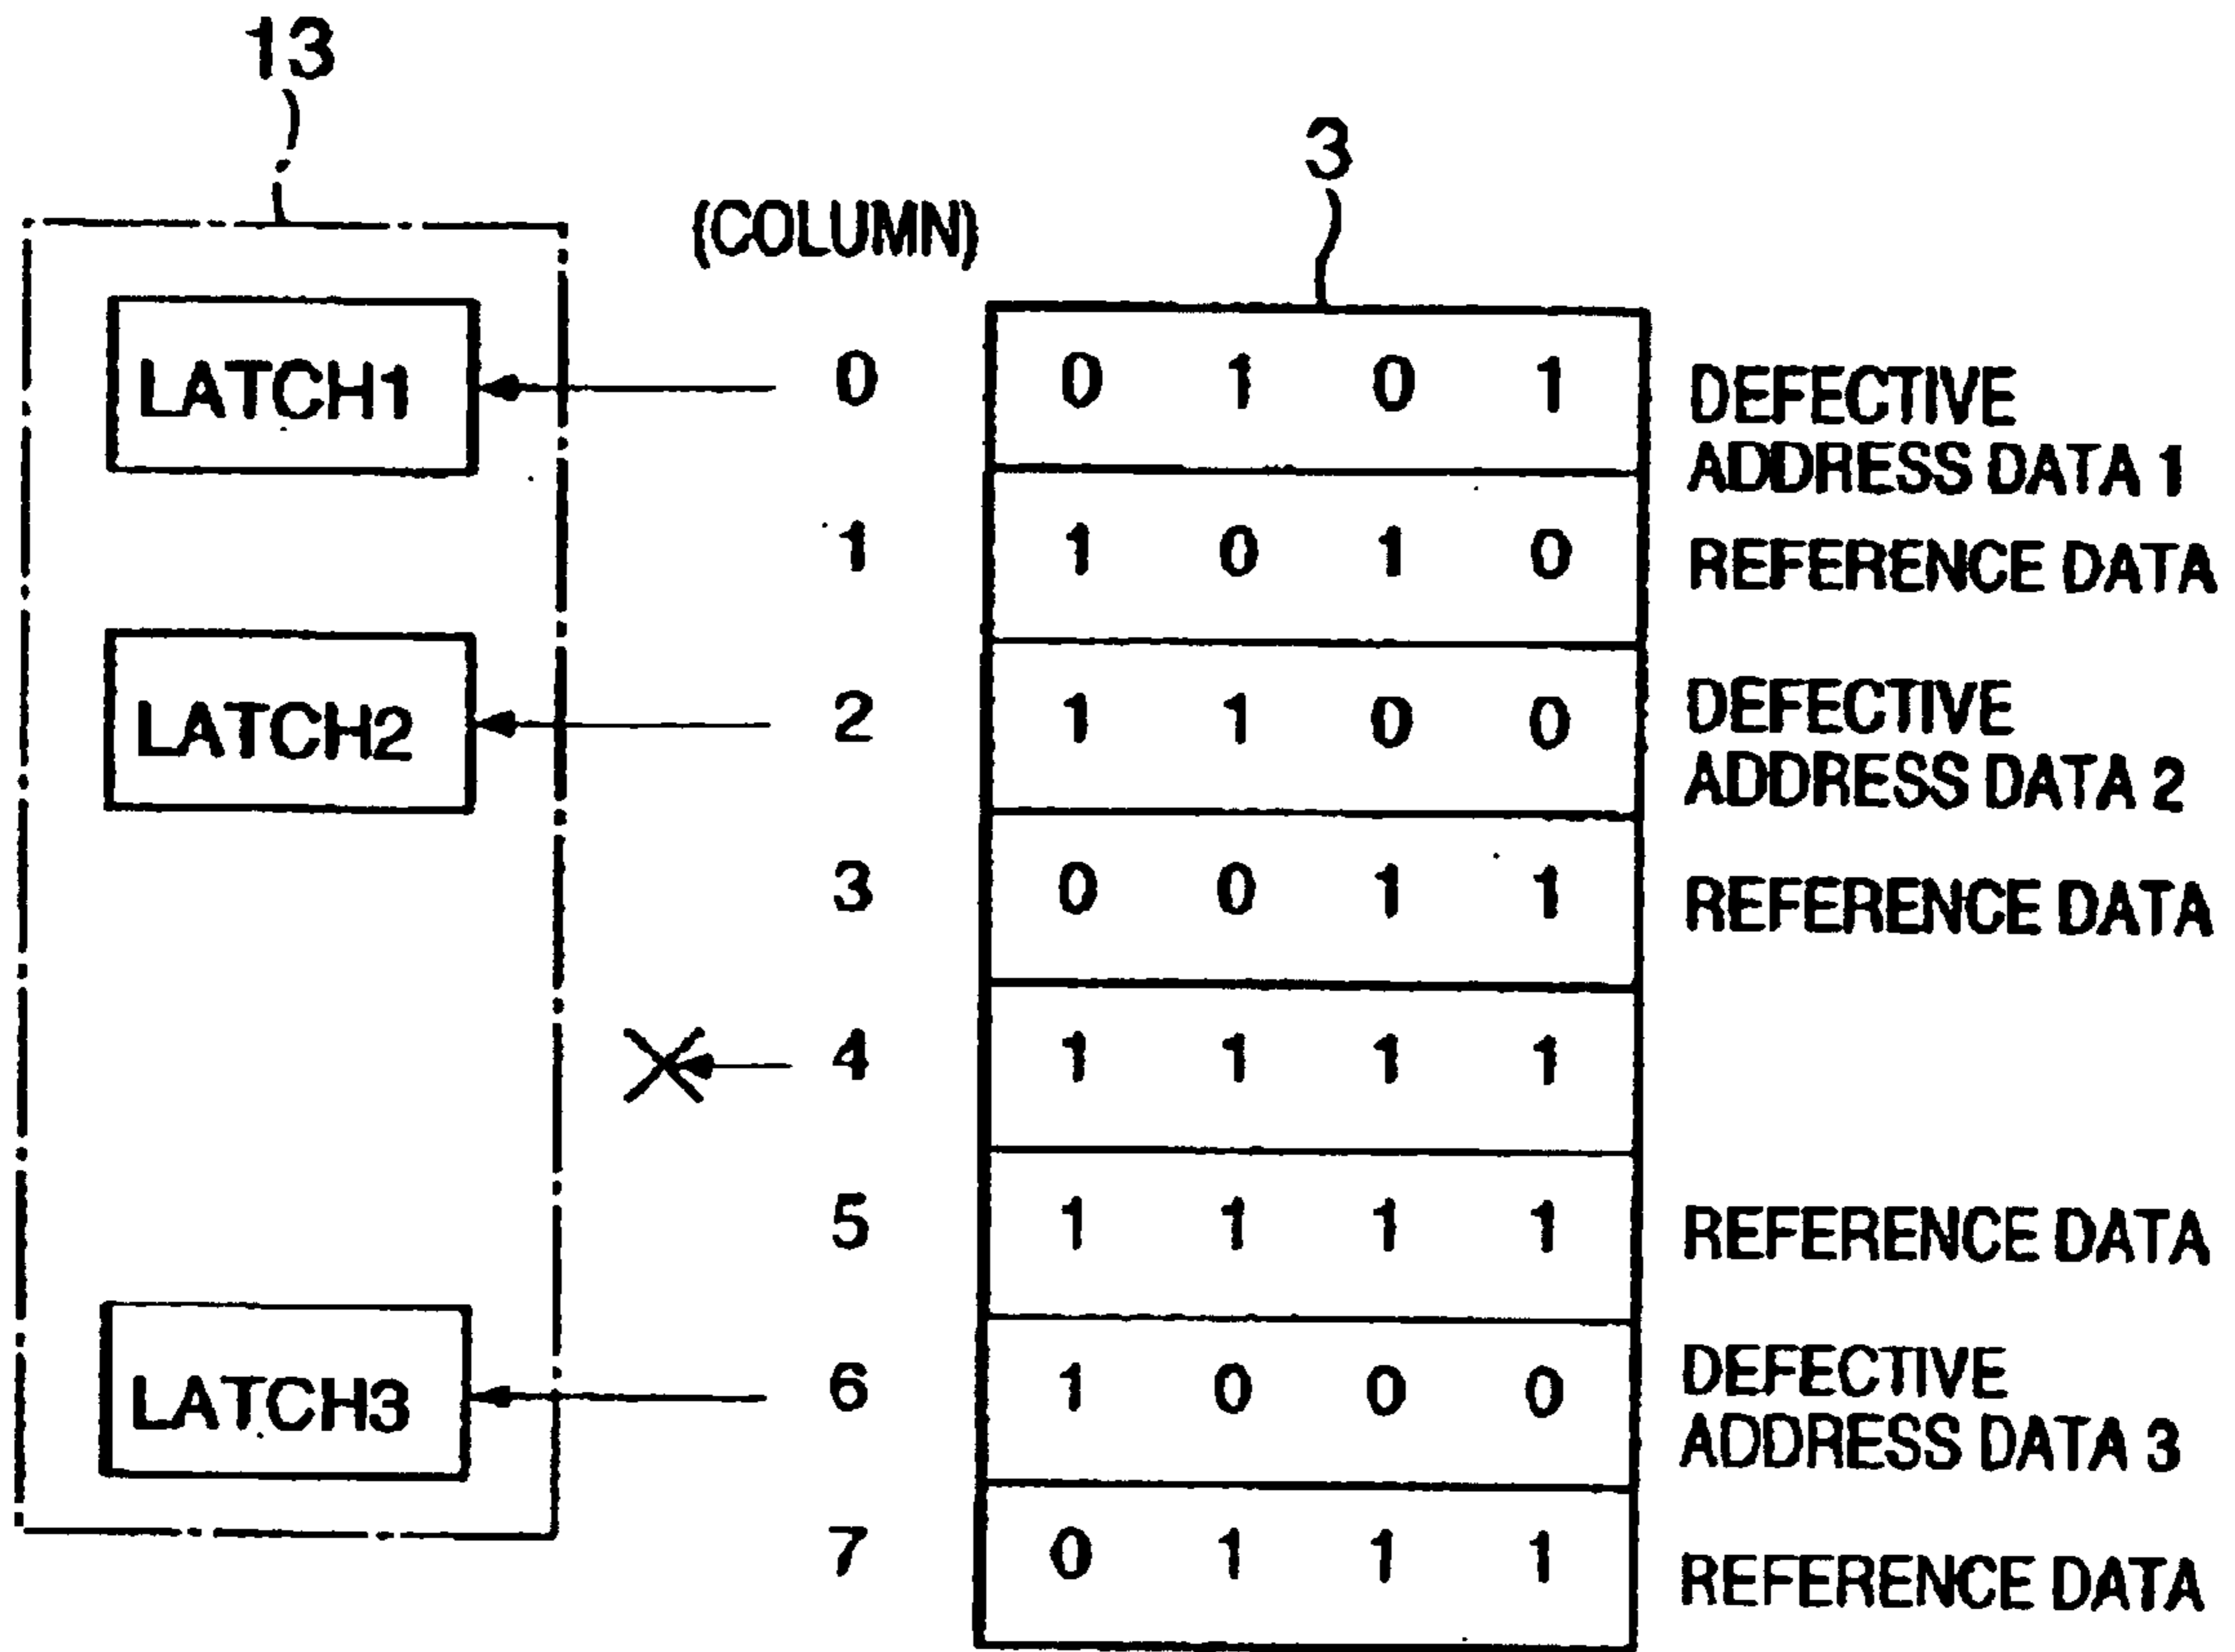 13
3
(COLUMN)
LATCH1 0 0 1 0 1 DEFECTIVE
ADDRESS DATA 1
1 1 0 1 0 REFERENCE DATA
LATCH2 2 1 1 0 0 DEFECTIVE
ADDRESS DATA 2
3 0 0 1 1 REFERENCE DATA
4 1 1 1 1
5 1 1 1 1 REFERENCE DATA
LATCH3 6 1 0 0 0 DEFECTIVE
ADDRESS DATA 3
7 0 1 1 1 REFERENCE DATA